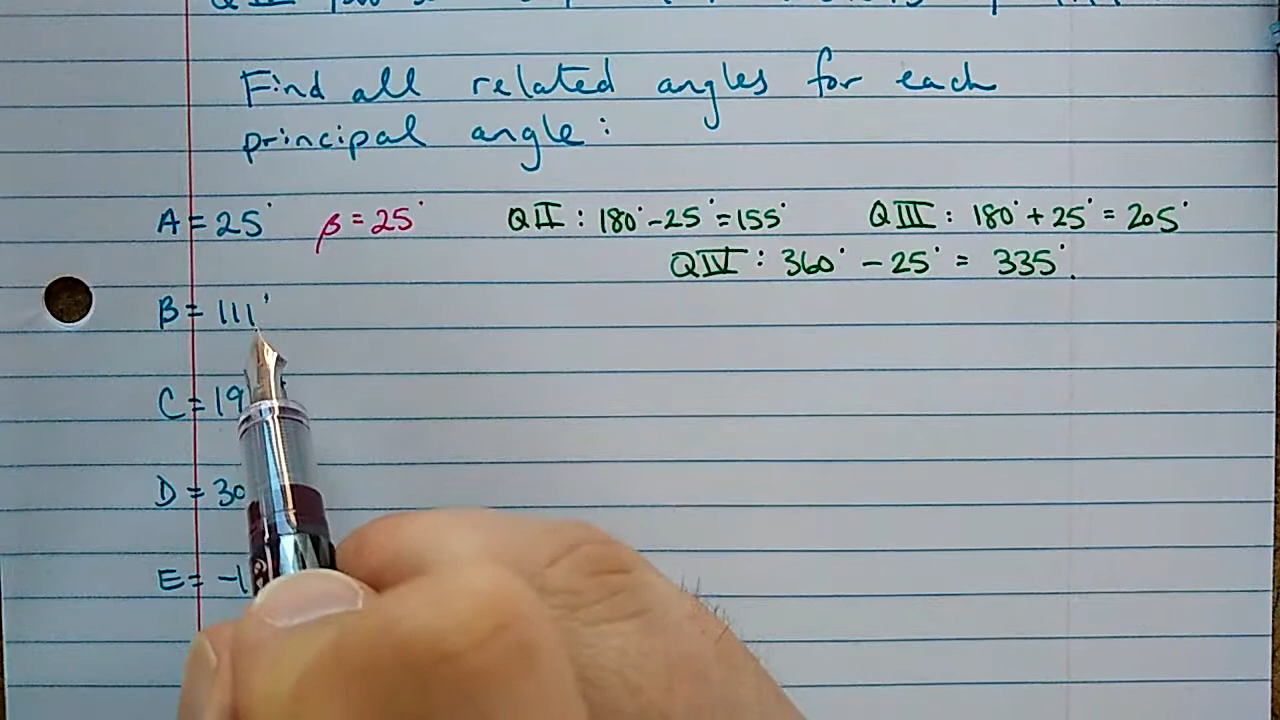 Find all related angles for each
principal angle:
A = 25° β = 25° QII: 180° - 25° = 155° QIII: 180° + 25° = 205°
QIV: 360° - 25° = 335°.
B = 111°
C = 19
D = 30
E = -1